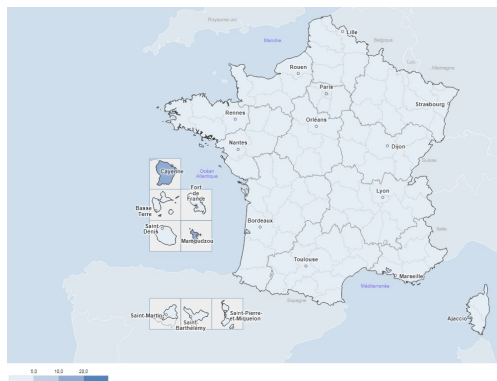 Royaume-uni
Manche
Lille
Belgique
Lux.
Allemagne
Rouen
Paris
Strasbourg
Rennes
Orléans
Dijon
Nantes
Suisse
Cayenne
Océan
Atlantique
Fort
de
France
Basse
Terre
Lyon
Saint-
Denis
Mamoudzou
Bordeaux
Italie
Toulouse
Marseille
Méditerranée
Espagne
Saint-Martin
Saint-
Barthélemy
Saint-Pierre-
et-Miquelon
Ajaccio
5,0 10,0 20,0